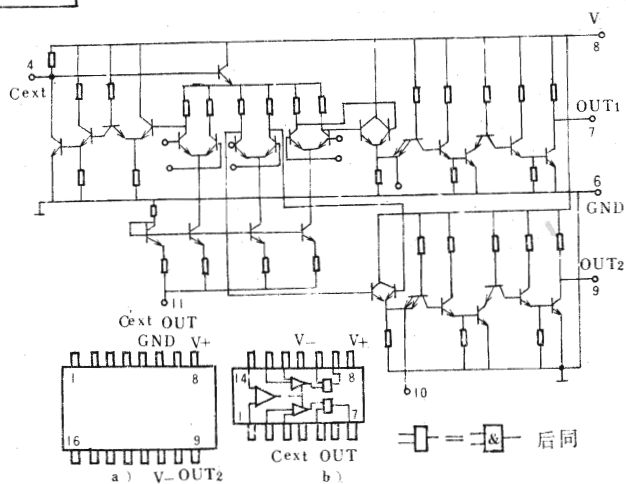 V
8
4
Cext
OUT1
7
6
GND
OUT2
9
11
Cext OUT
10
GND V+
1 8
16 9
V- OUT2
a)
V- V+
14 8
1 7
Cext OUT
b)
= & 后同